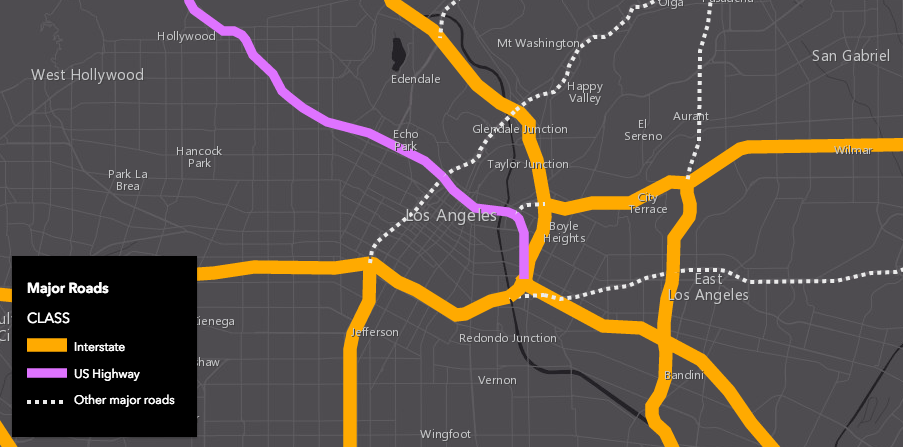 Olga
Hollywood
Mt Washington
San Gabriel
West Hollywood
Edendale
Happy
Valley
Aurant
El
Sereno
Glendale Junction
Echo
Park
Hancock
Park
Wilmar
Taylor Junction
Park La
Brea
City
Terrace
Los Angeles
Boyle
Heights
East
Los Angeles
Major Roads
CLASS
Interstate
US Highway
Other major roads
Jefferson
Redondo Junction
Vernon
Bandini
Wingfoot